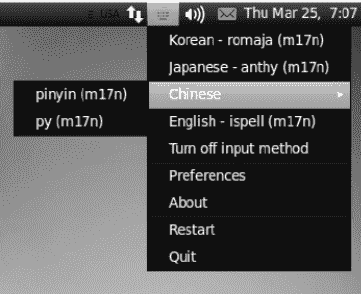 USA Thu Mar 25, 7:07
Korean - romaja (m17n)
Japanese - anthy (m17n)
Chinese
pinyin (m17n)
py (m17n)
English - ispell (m17n)
Turn off input method
Preferences
About
Restart
Quit